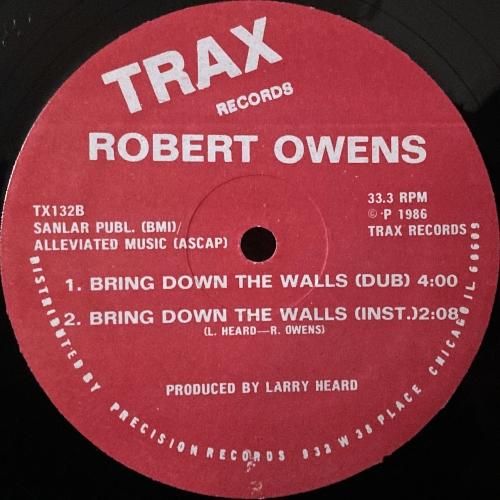 TRAX
RECORDS
ROBERT OWENS
TX132B
SANLAR PUBL. (BMI)/
ALLEVIATED MUSIC (ASCAP)
33.3 RPM
©·P 1986
TRAX RECORDS
1. BRING DOWN THE WALLS (DUB) 4:00
2. BRING DOWN THE WALLS (INST.)2:08
(L. HEARD—R. OWENS)
PRODUCED BY LARRY HEARD
DISTRIBUTED BY PRECISION RECORDS 932 W 38 PLACE CHICAGO IL 60609